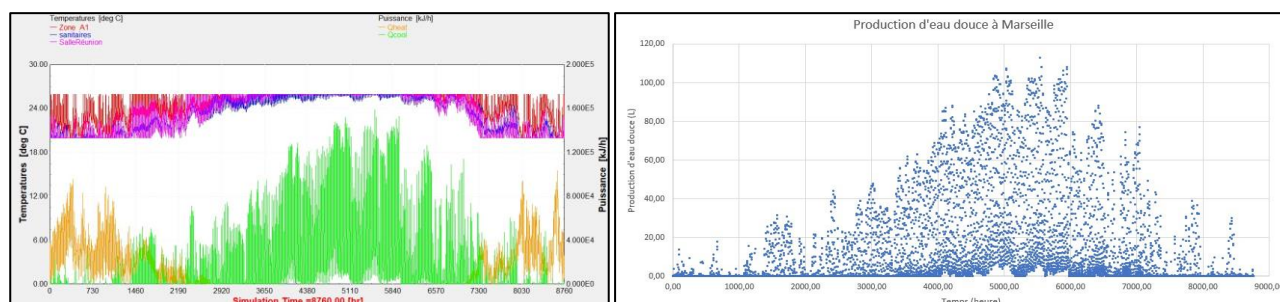 Temperatures [deg C]
Zone A1
sanitaires
SalleRéunion
Puissance [kJ/h]
Qheat
Qcool
30.00
24.00
18.00
12.00
6.00
0.00
Temperatures [deg C]
2.000E5
1.600E5
1.200E5
8.000E4
4.000E4
0.000E0
Puissance [kJ/h]
0 730 1460 2190 2920 3650 4380 5110 5840 6570 7300 8030 8760
Simulation Time =8760.00 [hr]
Production d'eau douce à Marseille
120,00
100,00
80,00
60,00
40,00
20,00
0,00
Production d'eau douce (L)
0,00 1000,00 2000,00 3000,00 4000,00 5000,00 6000,00 7000,00 8000,00 9000,00
Temps (heure)